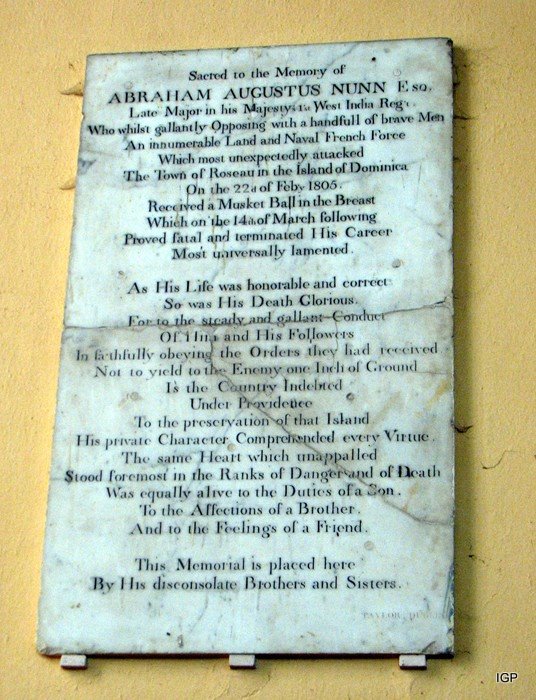 Sacred to the Memory of
ABRAHAM AUGUSTUS NUNN Esq.
Late Major in his Majesty's 1st West India Regt.
Who whilst gallantly Opposing with a handfull of brave Men
An innumerable Land and Naval French Force
Which most unexpectedly attacked
The Town of Roseau in the Island of Dominica
On the 22d of Feby 1805.
Received a Musket Ball in the Breast
Which on the 14th of March following
Proved fatal and terminated His Career
Most universally lamented.
As His Life was honorable and correct
So was His Death Glorious.
For to the steady and gallant Conduct
Of Him and His Followers
In faithfully obeying the Orders they had received
Not to yield to the Enemy one Inch of Ground
Is the Country Indebted
Under Providence
To the preservation of that Island
His private Character, Comprehended every Virtue.
The same Heart which unappalled
Stood foremost in the Ranks of Danger and of Death
Was equally alive to the Duties of a Son.
To the Affections of a Brother.
And to the Feelings of a Friend.
This Memorial is placed here
By His disconsolate Brothers and Sisters.
TAYLOR
IGP